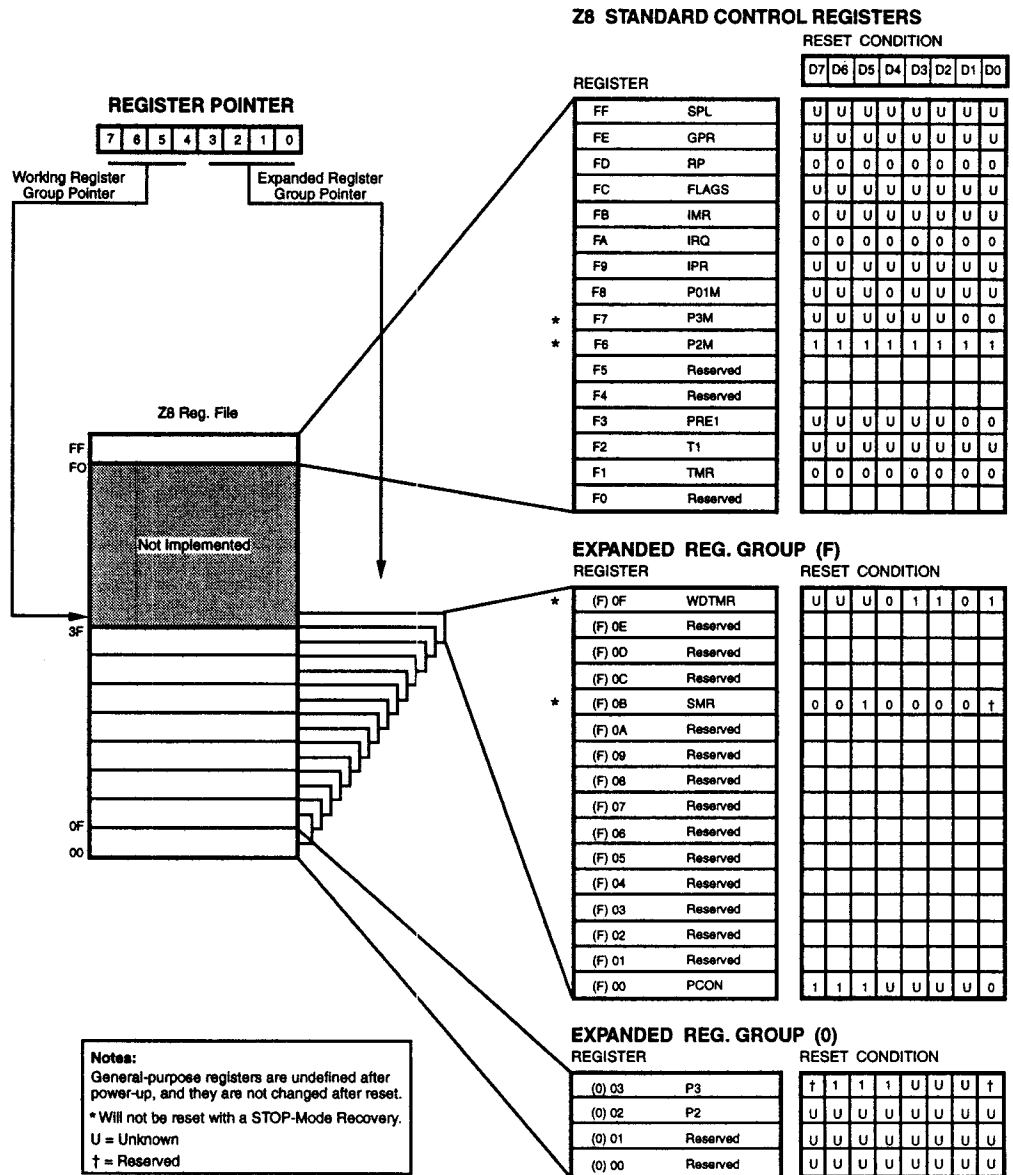 Z8 STANDARD CONTROL REGISTERS
RESET CONDITION
D7 D6 D5 D4 D3 D2 D1 D0
REGISTER
FF SPL U U U U U U U U
FE GPR U U U U U U U U
FD RP 0 0 0 0 0 0 0 0
FC FLAGS U U U U U U U U
FB IMR 0 U U U U U U U
FA IRQ 0 0 0 0 0 0 0 0
F9 IPR U U U U U U U U
F8 P01M U U U 0 U U U U
* F7 P3M U U U U U U 0 0
* F6 P2M 1 1 1 1 1 1 1 1
F5 Reserved
F4 Reserved
F3 PRE1 U U U U U U 0 0
F2 T1 U U U U U U U U
F1 TMR 0 0 0 0 0 0 0 0
F0 Reserved
REGISTER POINTER
7 6 5 4 3 2 1 0
Working Register
Group Pointer
Expanded Register
Group Pointer
Z8 Reg. File
FF
F0
Not Implemented
3F
0F
00
EXPANDED REG. GROUP (F)
REGISTER RESET CONDITION
* (F) 0F WDTMR U U U 0 1 1 0 1
(F) 0E Reserved
(F) 0D Reserved
(F) 0C Reserved
* (F) 0B SMR 0 0 1 0 0 0 0 †
(F) 0A Reserved
(F) 09 Reserved
(F) 08 Reserved
(F) 07 Reserved
(F) 06 Reserved
(F) 05 Reserved
(F) 04 Reserved
(F) 03 Reserved
(F) 02 Reserved
(F) 01 Reserved
(F) 00 PCON 1 1 1 U U U U 0
EXPANDED REG. GROUP (0)
REGISTER RESET CONDITION
(0) 03 P3 † 1 1 1 U U U †
(0) 02 P2 U U U U U U U U
(0) 01 Reserved U U U U U U U U
(0) 00 Reserved U U U U U U U U
Notes:
General-purpose registers are undefined after
power-up, and they are not changed after reset.
* Will not be reset with a STOP-Mode Recovery.
U = Unknown
† = Reserved